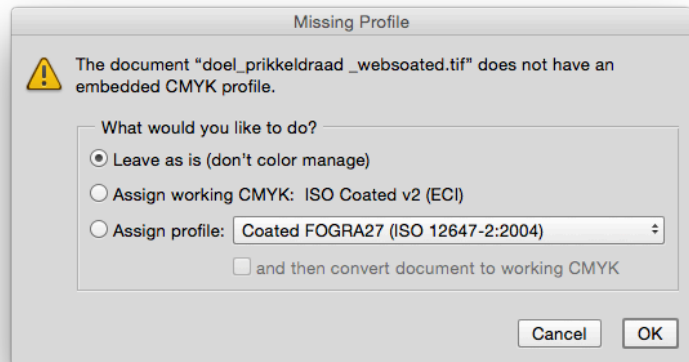 Missing Profile
The document “doel_prikkeldraad _websoated.tif” does not have an
embedded CMYK profile.
What would you like to do?
Leave as is (don't color manage)
Assign working CMYK: ISO Coated v2 (ECI)
Assign profile: Coated FOGRA27 (ISO 12647-2:2004)
and then convert document to working CMYK
Cancel OK